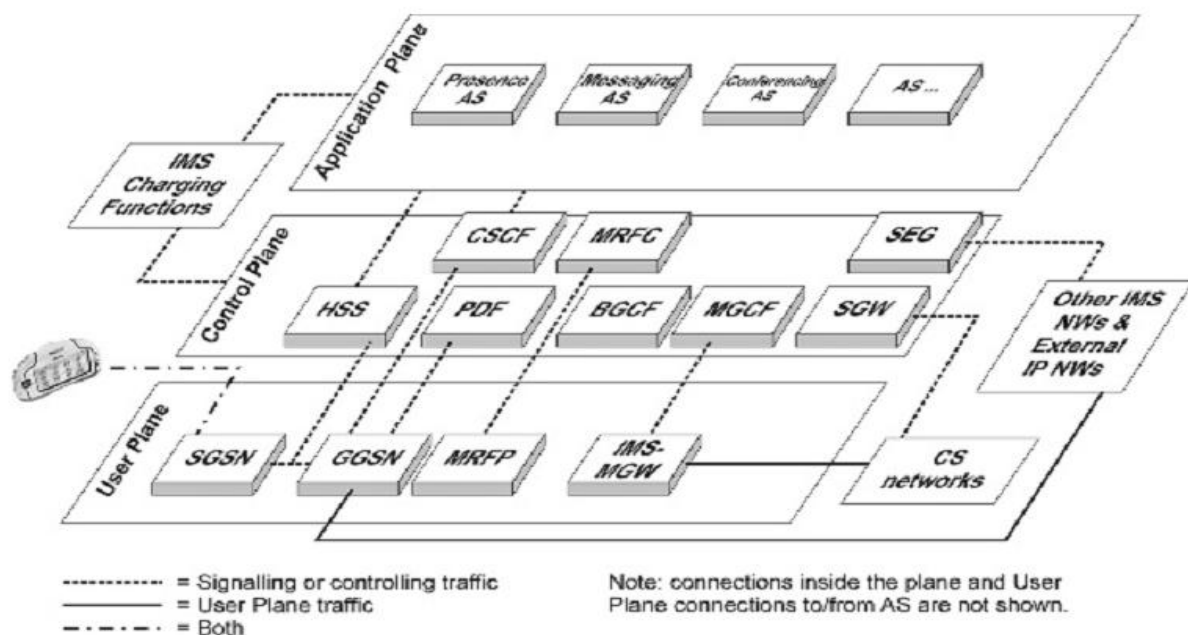 Application Plane
Presence
AS
Messaging
AS
Conferencing
AS
AS ...
IMS
Charging
Functions
Control Plane
CSCF
MRFC
SEG
HSS
PDF
BGCF
MGCF
SGW
Other IMS
NWs &
External
IP NWs
User Plane
SGSN
GGSN
MRFP
IMS-
MGW
CS
networks
= Signalling or controlling traffic
= User Plane traffic
= Both
Note: connections inside the plane and User
Plane connections to/from AS are not shown.